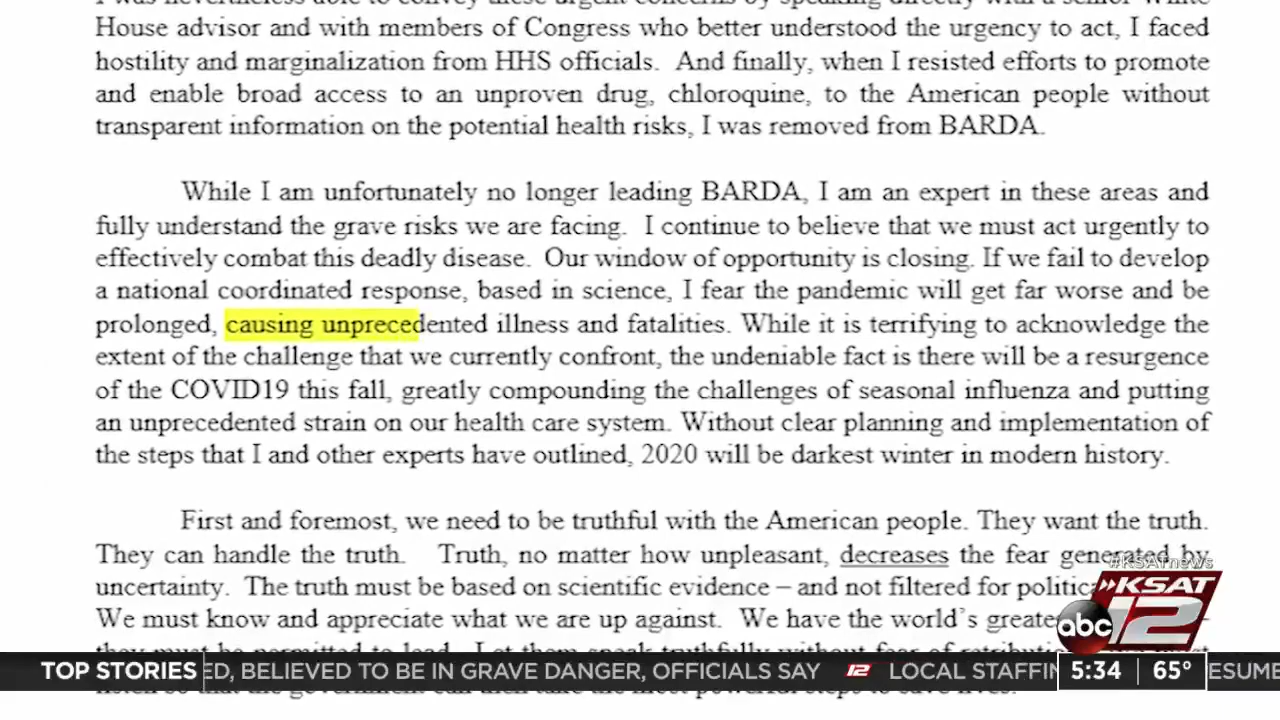 House advisor and with members of Congress who better understood the urgency to act, I faced
hostility and marginalization from HHS officials. And finally, when I resisted efforts to promote
and enable broad access to an unproven drug, chloroquine, to the American people without
transparent information on the potential health risks, I was removed from BARDA.
While I am unfortunately no longer leading BARDA, I am an expert in these areas and
fully understand the grave risks we are facing. I continue to believe that we must act urgently to
effectively combat this deadly disease. Our window of opportunity is closing. If we fail to develop
a national coordinated response, based in science, I fear the pandemic will get far worse and be
prolonged, causing unprecedented illness and fatalities. While it is terrifying to acknowledge the
extent of the challenge that we currently confront, the undeniable fact is there will be a resurgence
of the COVID19 this fall, greatly compounding the challenges of seasonal influenza and putting
an unprecedented strain on our health care system. Without clear planning and implementation of
the steps that I and other experts have outlined, 2020 will be darkest winter in modern history.
First and foremost, we need to be truthful with the American people. They want the truth.
They can handle the truth. Truth, no matter how unpleasant, decreases the fear generated by
#KSATnews
uncertainty. The truth must be based on scientific evidence – and not filtered for
We must know and appreciate what we are up against. We have the world's
KSAT
abc 12
TOP STORIES ED, BELIEVED TO BE IN GRAVE DANGER, OFFICIALS SAY 12 LOCAL 5:34 65°